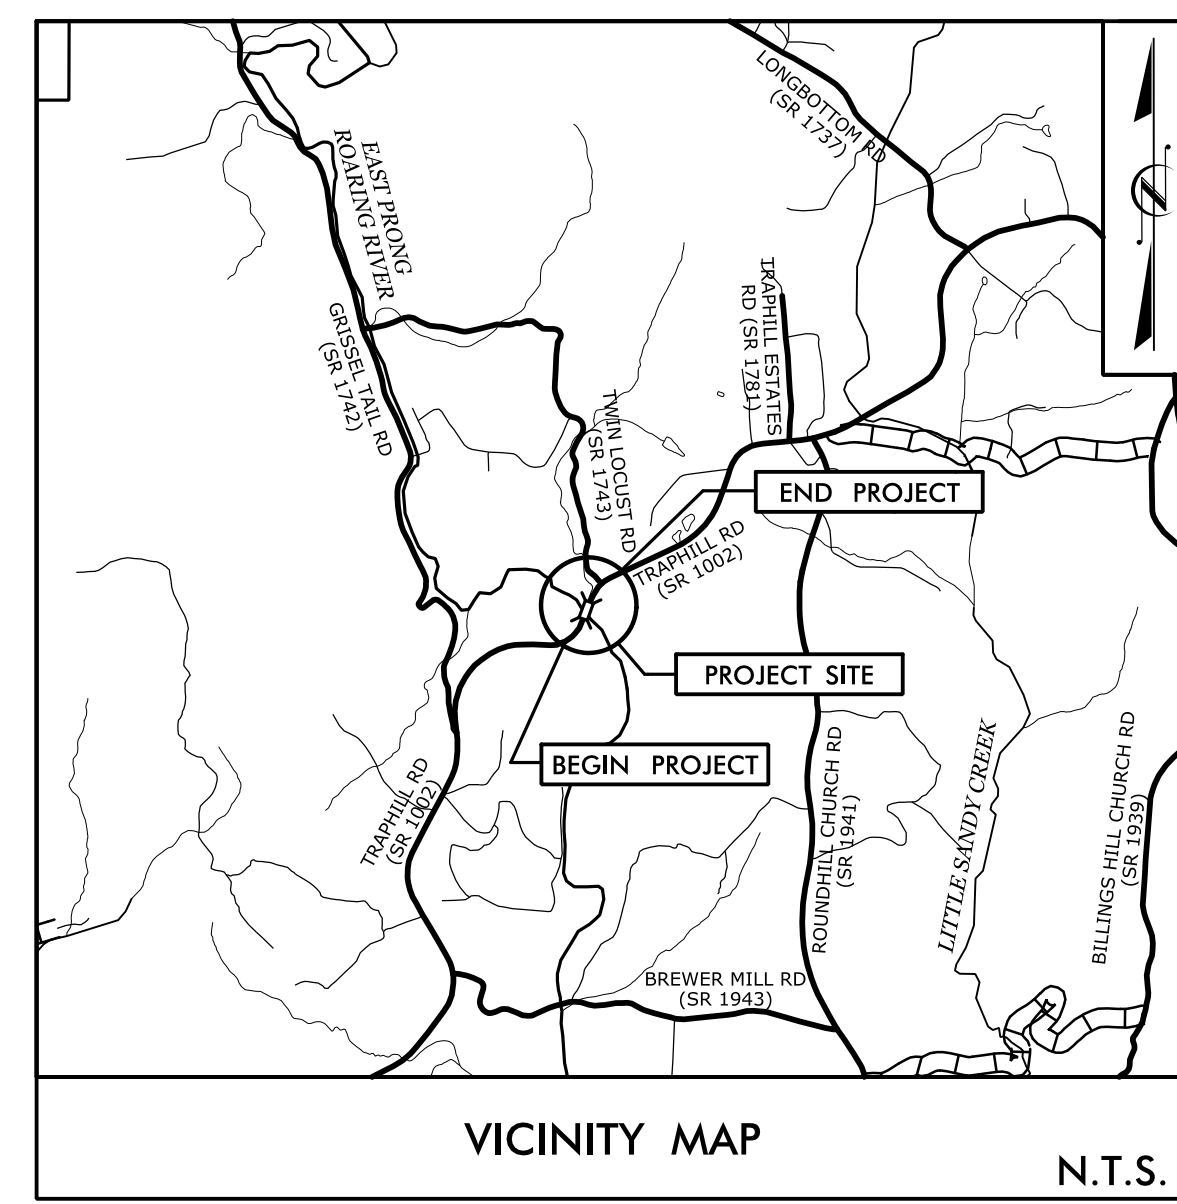 LONGBOTTOM RD
(SR 1737)
EAST PRONG
ROARING RIVER
GRISSEL TAIL RD
(SR 1742)
TRAPHILL ESTATES
RD (SR 1781)
TWIN LOCUST RD
(SR 1743)
END PROJECT
TRAPHILL RD
(SR 1002)
PROJECT SITE
BEGIN PROJECT
TRAPHILL RD
(SR 1002)
ROUNDHILL CHURCH RD
(SR 1941)
LITTLE SANDY CREEK
BILLINGS HILL CHURCH RD
(SR 1939)
BREWER MILL RD
(SR 1943)
VICINITY MAP
N.T.S.